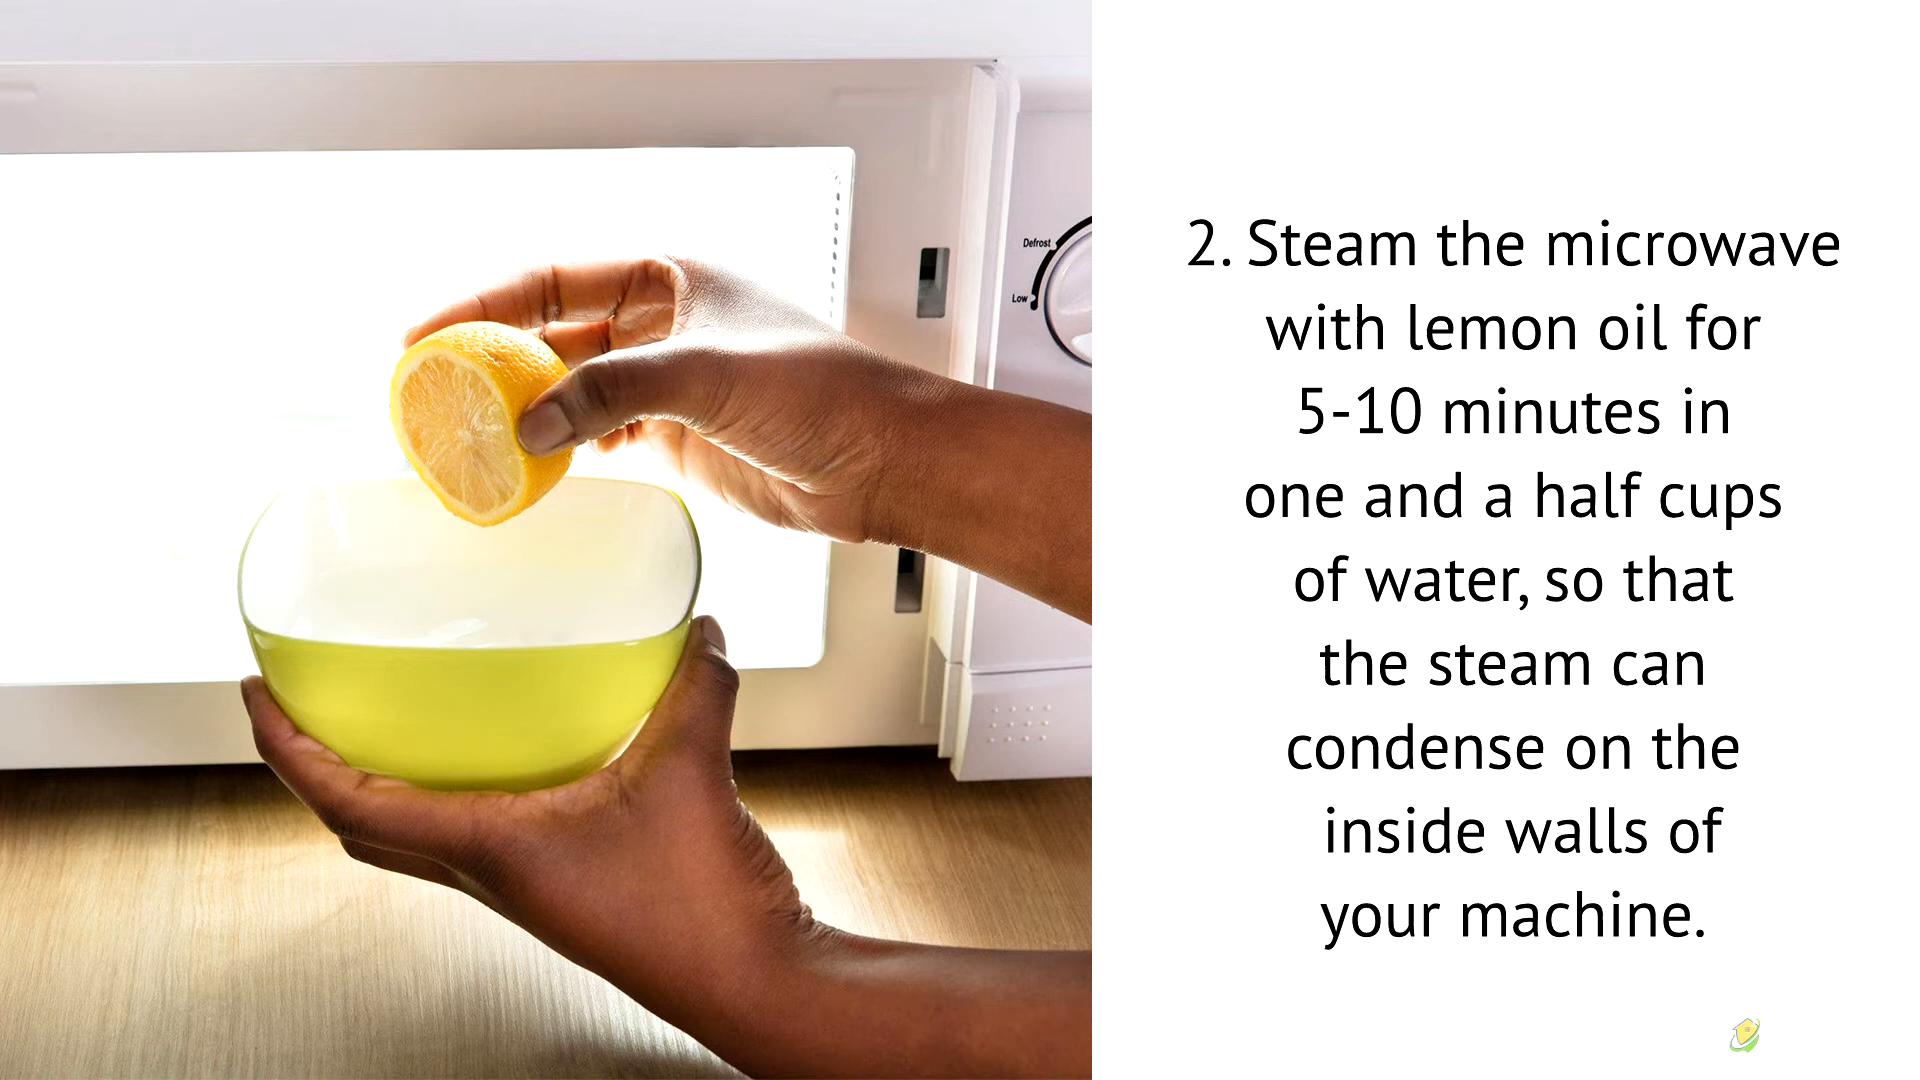 Defrost
Low
2. Steam the microwave
with lemon oil for
5-10 minutes in
one and a half cups
of water, so that
the steam can
condense on the
inside walls of
your machine.